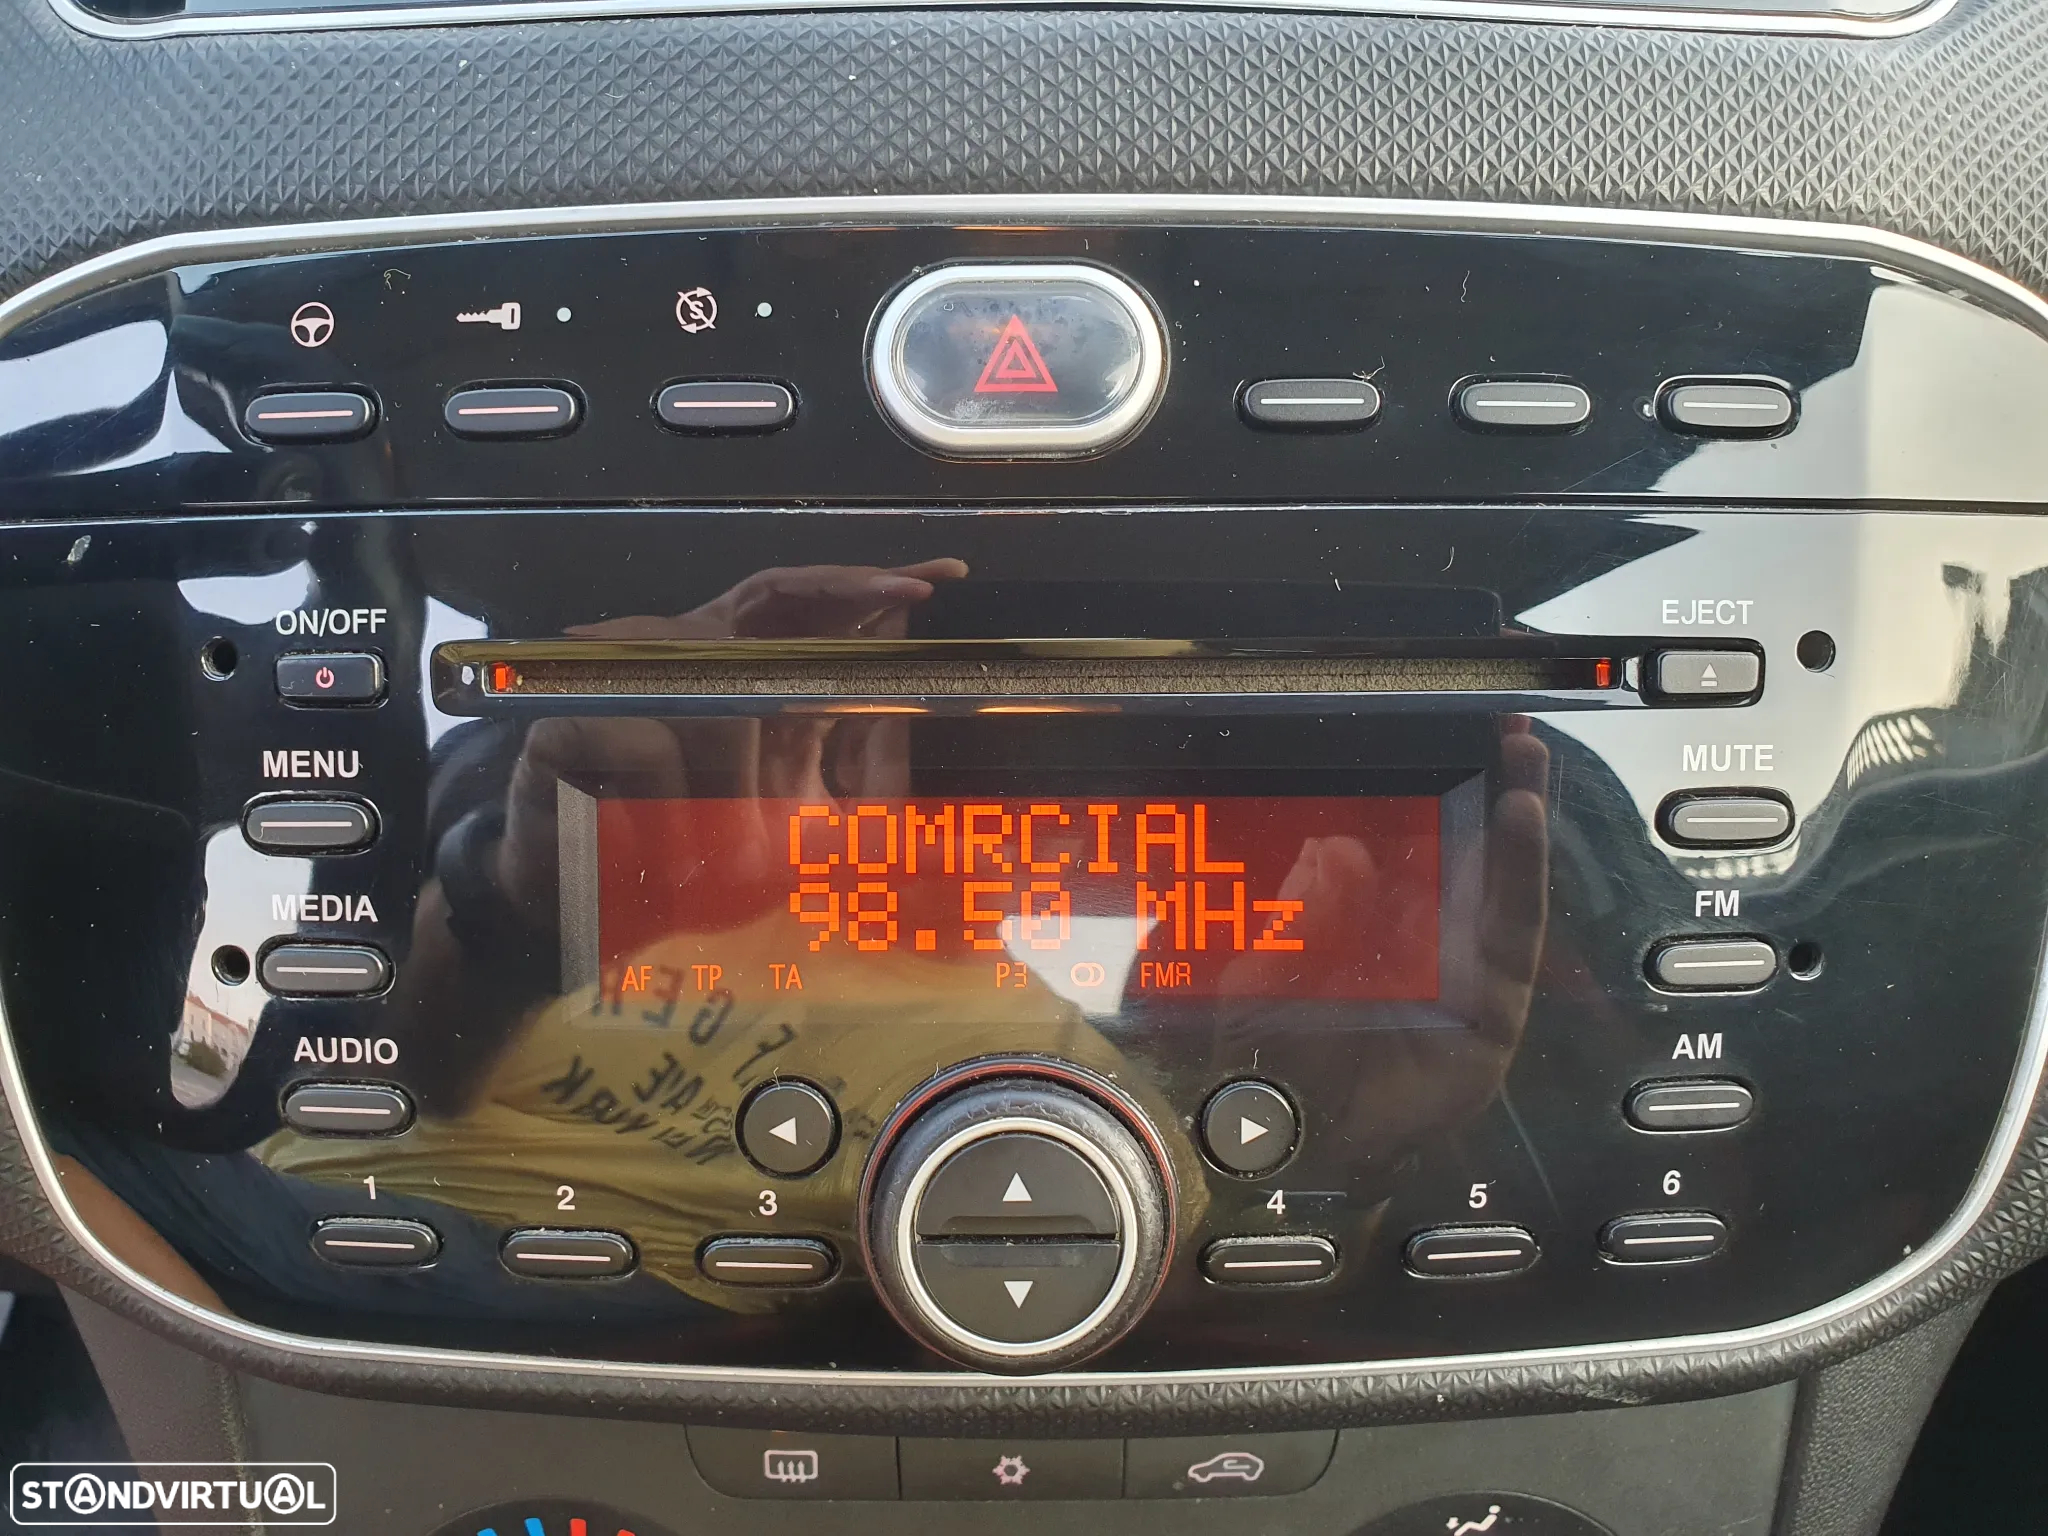 ON/OFF
EJECT
MENU
MUTE
COMRCIAL
98.50 MHz
MEDIA
FM
AF TP TA P3 FMA
AUDIO
AM
1 2 3 4 5 6
STANDVIRTUAL